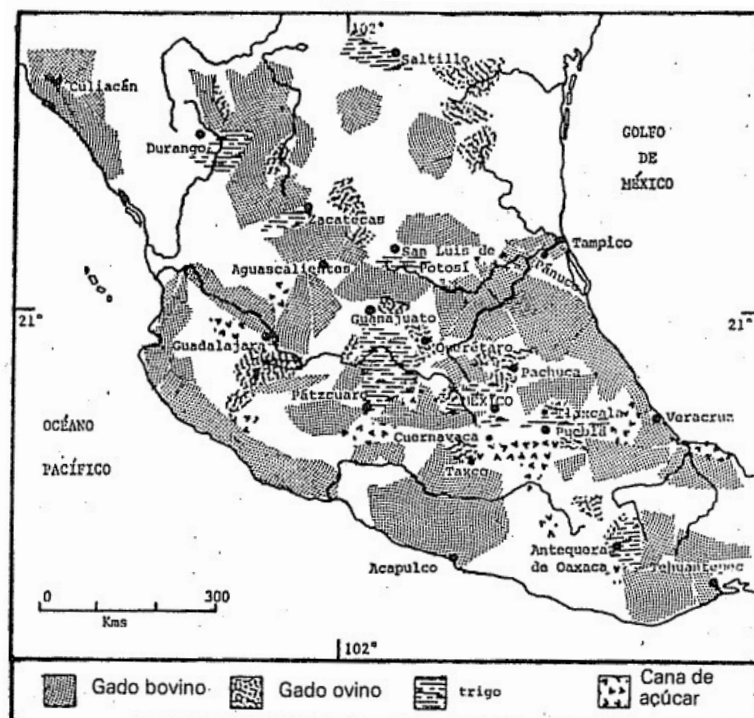 102°
Saltillo
Culiacán
GOLFO
DE
MÉXICO
Durango
Zacatecas
Tampico
San Luis de
Potosí
Aguascalientes
Pánuco
21°
21°
Guanajuato
Guadalajara
Querétaro
Pachuca
Pátzcuaro
MÉXICO
Tlaxcala
Veracruz
OCÉANO
Cuernavaca
Puebla
PACÍFICO
Taxco
Antequera
de Oaxaca
Tehuantepec
Acapulco
0 300
Kms
102°
Gado bovino
Gado ovino
trigo
Cana de
açúcar